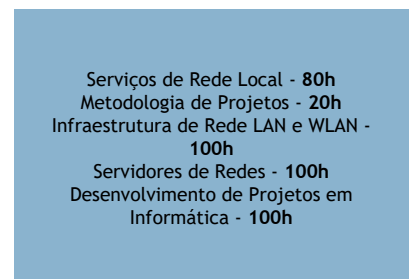 Serviços de Rede Local - 80h
Metodologia de Projetos - 20h
Infraestrutura de Rede LAN e WLAN -
100h
Servidores de Redes - 100h
Desenvolvimento de Projetos em
Informática - 100h